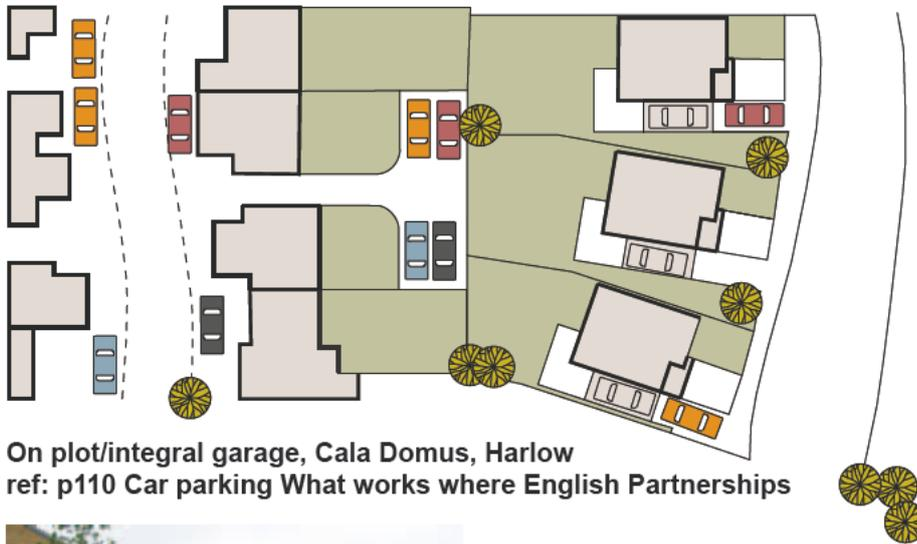 On plot/integral garage, Cala Domus, Harlow
ref: p110 Car parking What works where English Partnerships